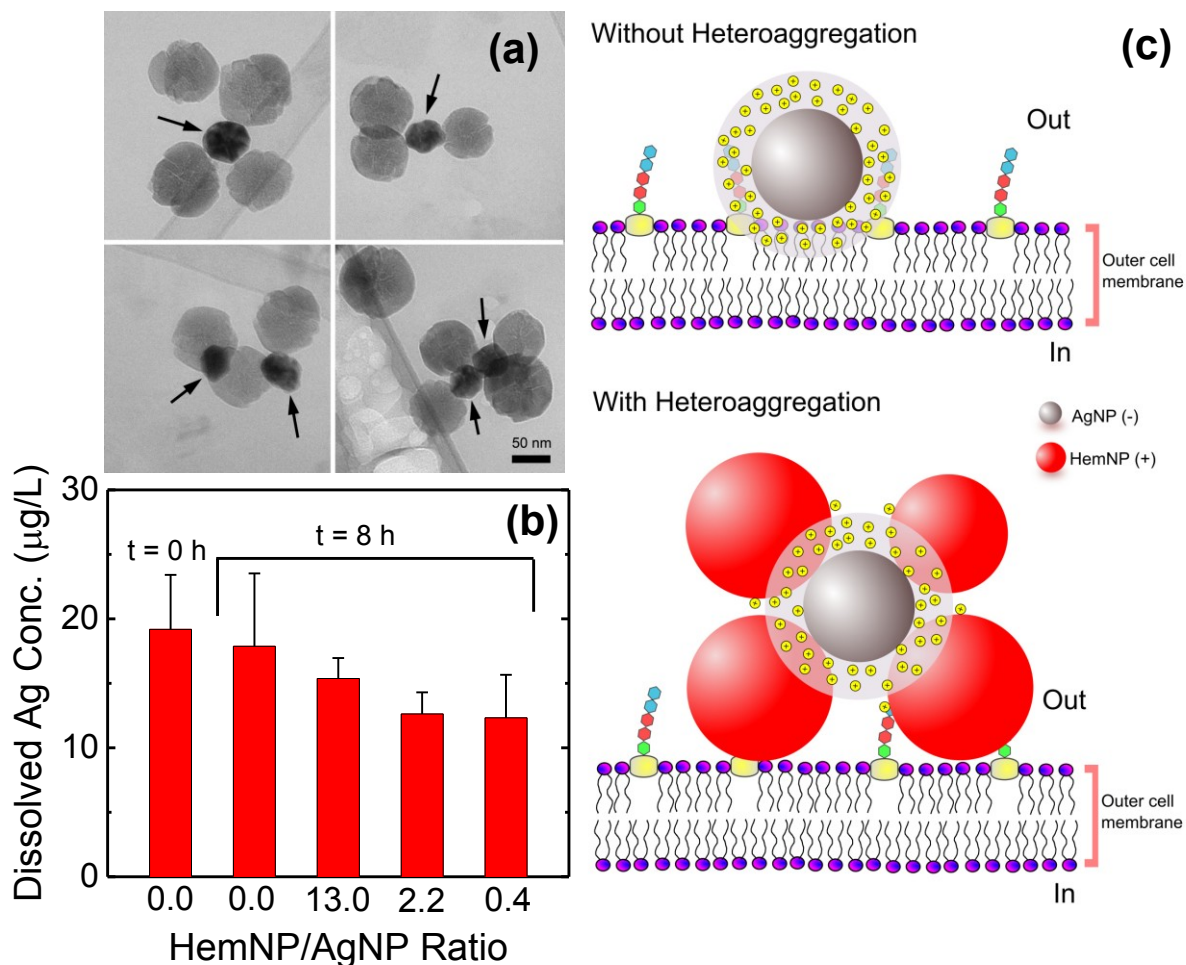 (a)
50 nm
Dissolved Ag Conc. (μg/L)
30
20
10
0
(b)
t = 0 h
t = 8 h
0.0 0.0 13.0 2.2 0.4
HemNP/AgNP Ratio
(c)
Without Heteroaggregation
Out
Outer cell
membrane
In
With Heteroaggregation
AgNP (-)
HemNP (+)
Out
Outer cell
membrane
In